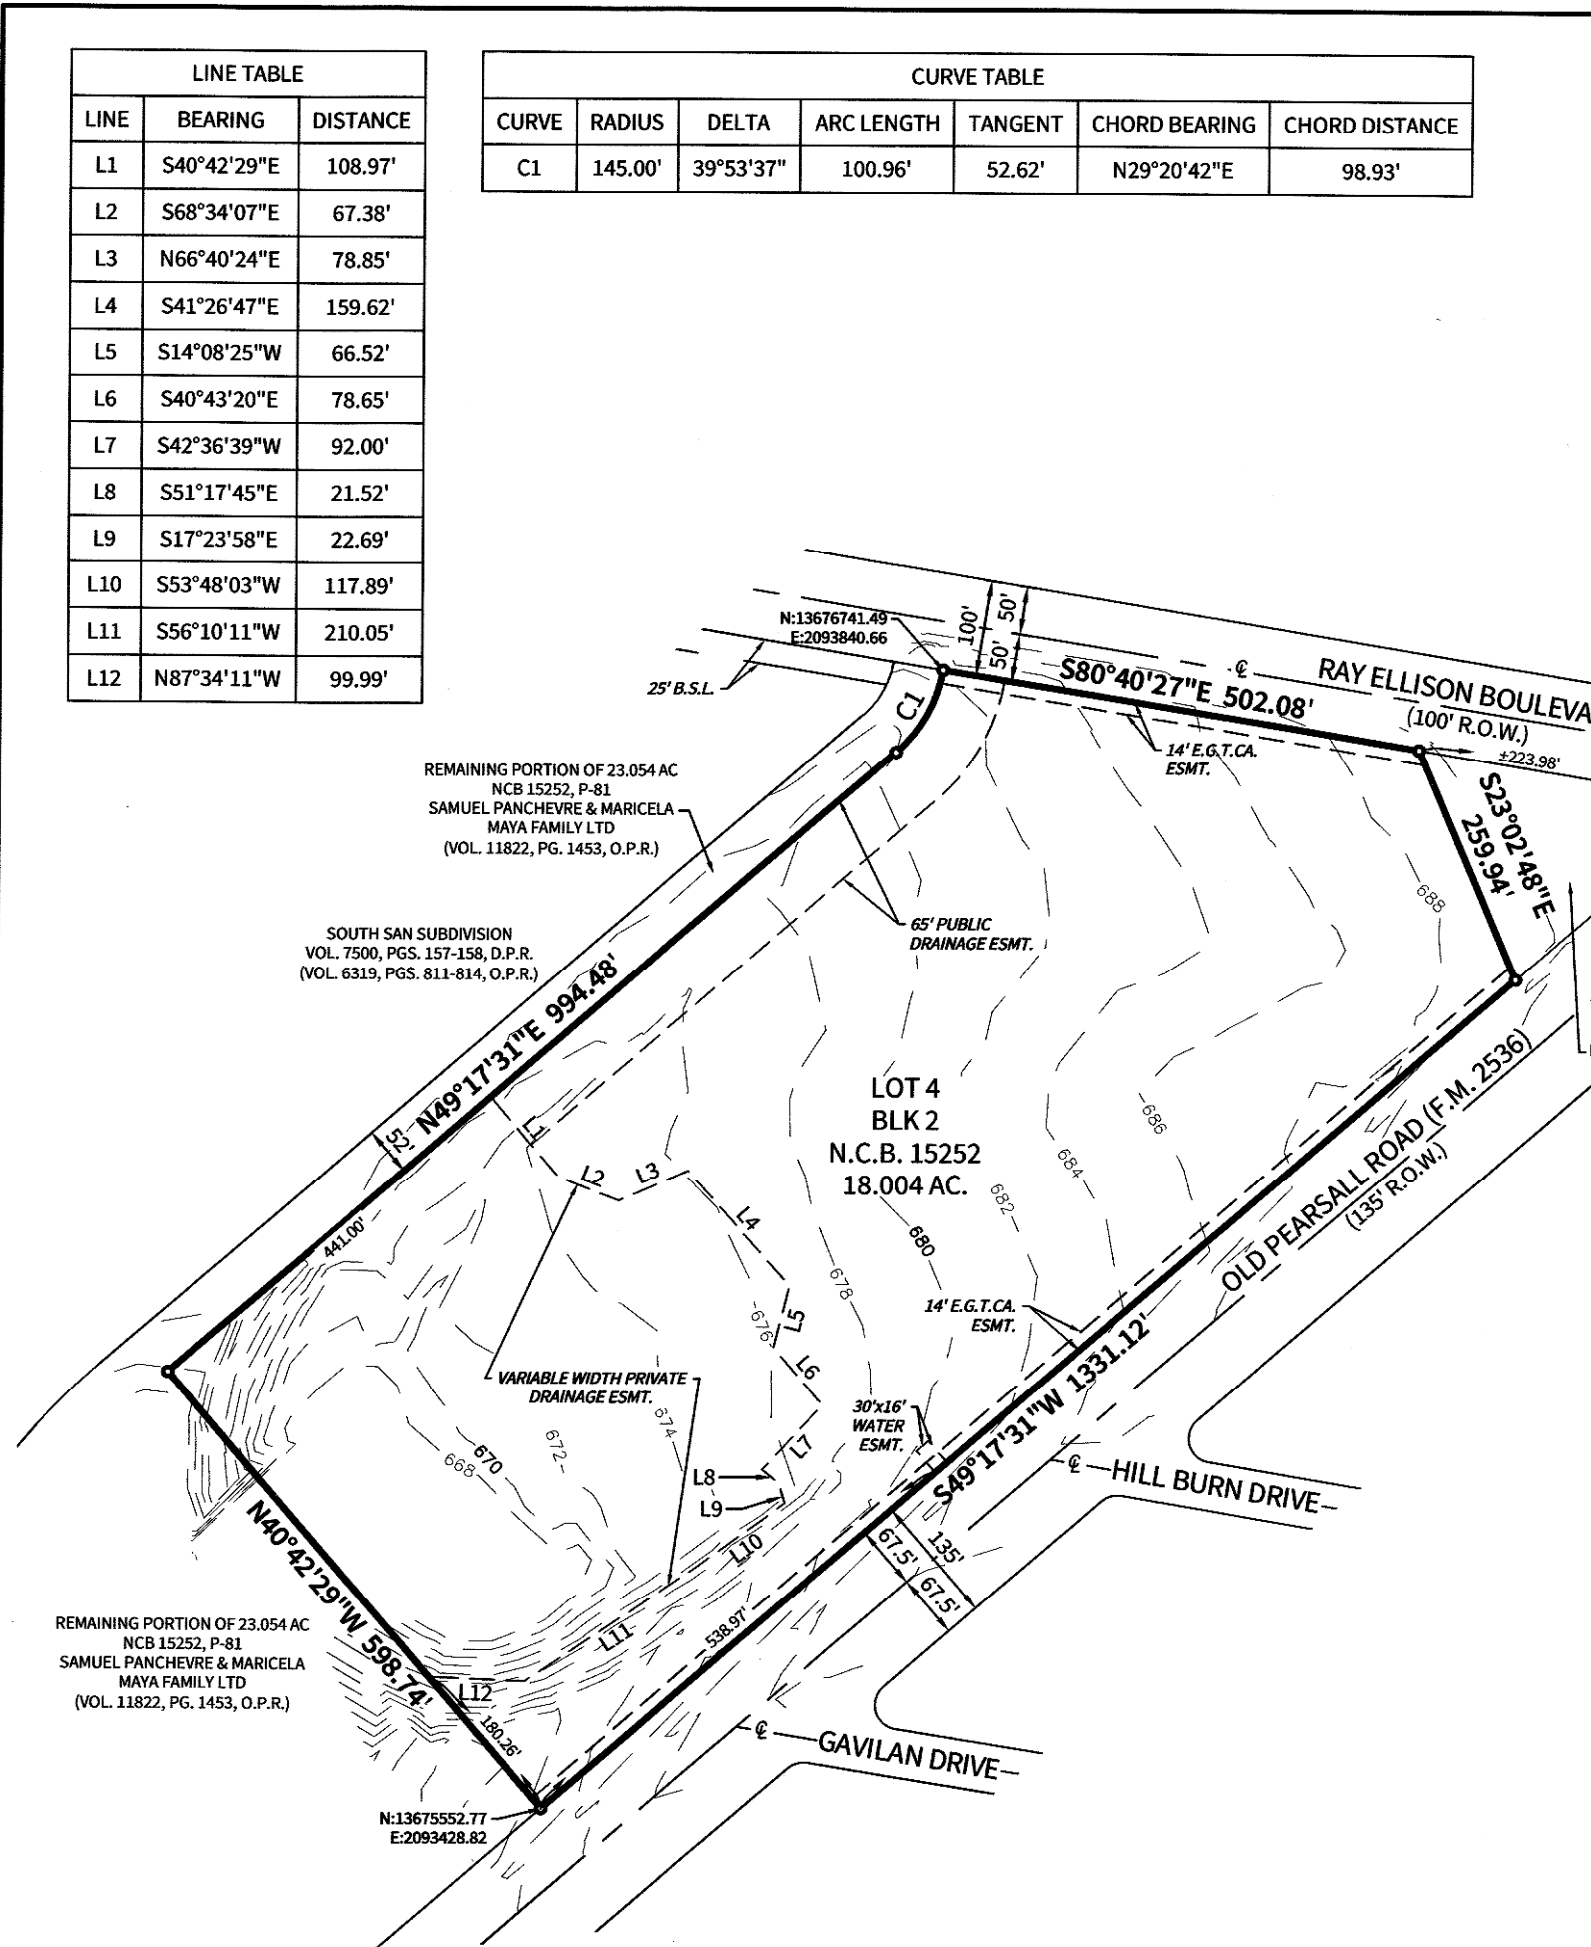 LINE TABLE
LINE BEARING DISTANCE
L1 S40°42'29"E 108.97'
L2 S68°34'07"E 67.38'
L3 N66°40'24"E 78.85'
L4 S41°26'47"E 159.62'
L5 S14°08'25"W 66.52'
L6 S40°43'20"E 78.65'
L7 S42°36'39"W 92.00'
L8 S51°17'45"E 21.52'
L9 S17°23'58"E 22.69'
L10 S53°48'03"W 117.89'
L11 S56°10'11"W 210.05'
L12 N87°34'11"W 99.99'
CURVE TABLE
CURVE RADIUS DELTA ARC LENGTH TANGENT CHORD BEARING CHORD DISTANCE
C1 145.00' 39°53'37" 100.96' 52.62' N29°20'42"E 98.93'
N:13676741.49
E:2093840.66
100'
50'
50'
25' B.S.L.
C1
S80°40'27"E 502.08'
℄
RAY ELLISON BOULEVA
(100' R.O.W.)
±223.98'
14' E.G.T.CA.
ESMT.
S23°02'48"E
259.94'
REMAINING PORTION OF 23.054 AC
NCB 15252, P-81
SAMUEL PANCHEVRE & MARICELA
MAYA FAMILY LTD
(VOL. 11822, PG. 1453, O.P.R.)
688
65' PUBLIC
DRAINAGE ESMT.
SOUTH SAN SUBDIVISION
VOL. 7500, PGS. 157-158, D.P.R.
(VOL. 6319, PGS. 811-814, O.P.R.)
N49°17'31"E 994.48'
52'
L1
L2
L3
L4
LOT 4
BLK 2
N.C.B. 15252
18.004 AC.
686
684
682
680
678
676
OLD PEARSALL ROAD (F.M. 2536)
(135' R.O.W.)
441.00'
L5
L6
14' E.G.T.CA.
ESMT.
S49°17'31"W 1331.12'
VARIABLE WIDTH PRIVATE
DRAINAGE ESMT.
30'x16'
WATER
ESMT.
674
672
670
668
L7
L8
L9
℄ HILL BURN DRIVE
N40°42'29"W 598.74'
L10
135'
67.5'
67.5'
538.97'
L11
REMAINING PORTION OF 23.054 AC
NCB 15252, P-81
SAMUEL PANCHEVRE & MARICELA
MAYA FAMILY LTD
(VOL. 11822, PG. 1453, O.P.R.)
L12
180.26'
℄ GAVILAN DRIVE
N:13675552.77
E:2093428.82